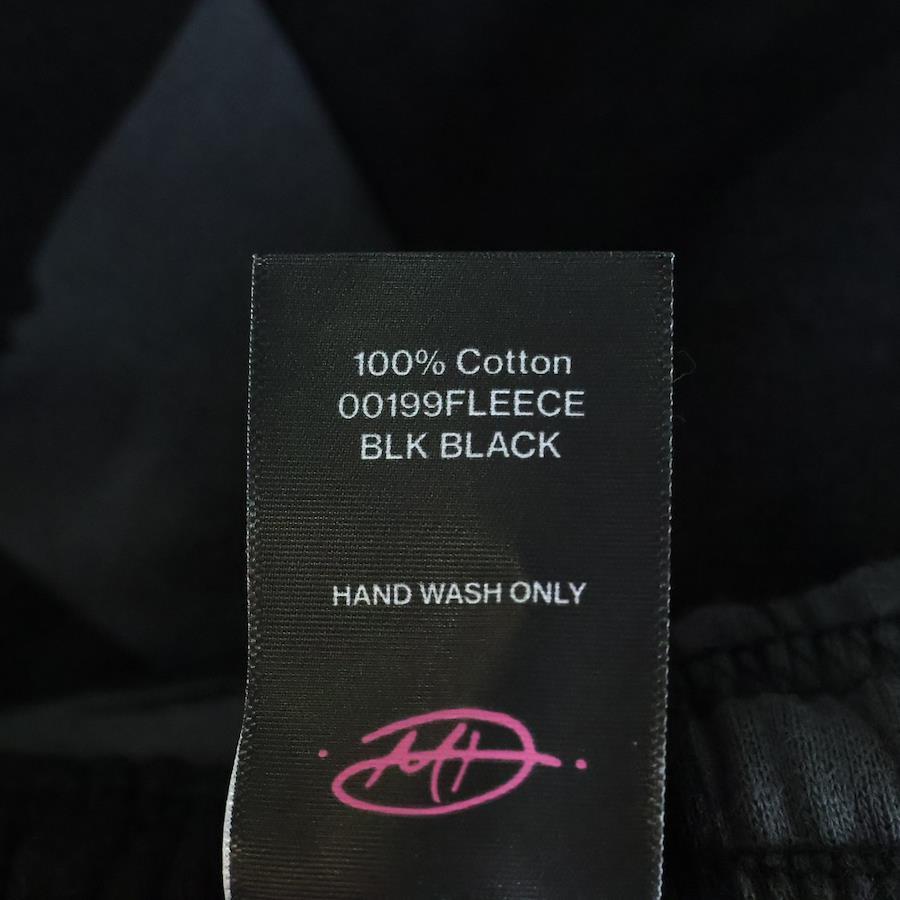 100% Cotton
00199FLEECE
BLK BLACK
HAND WASH ONLY